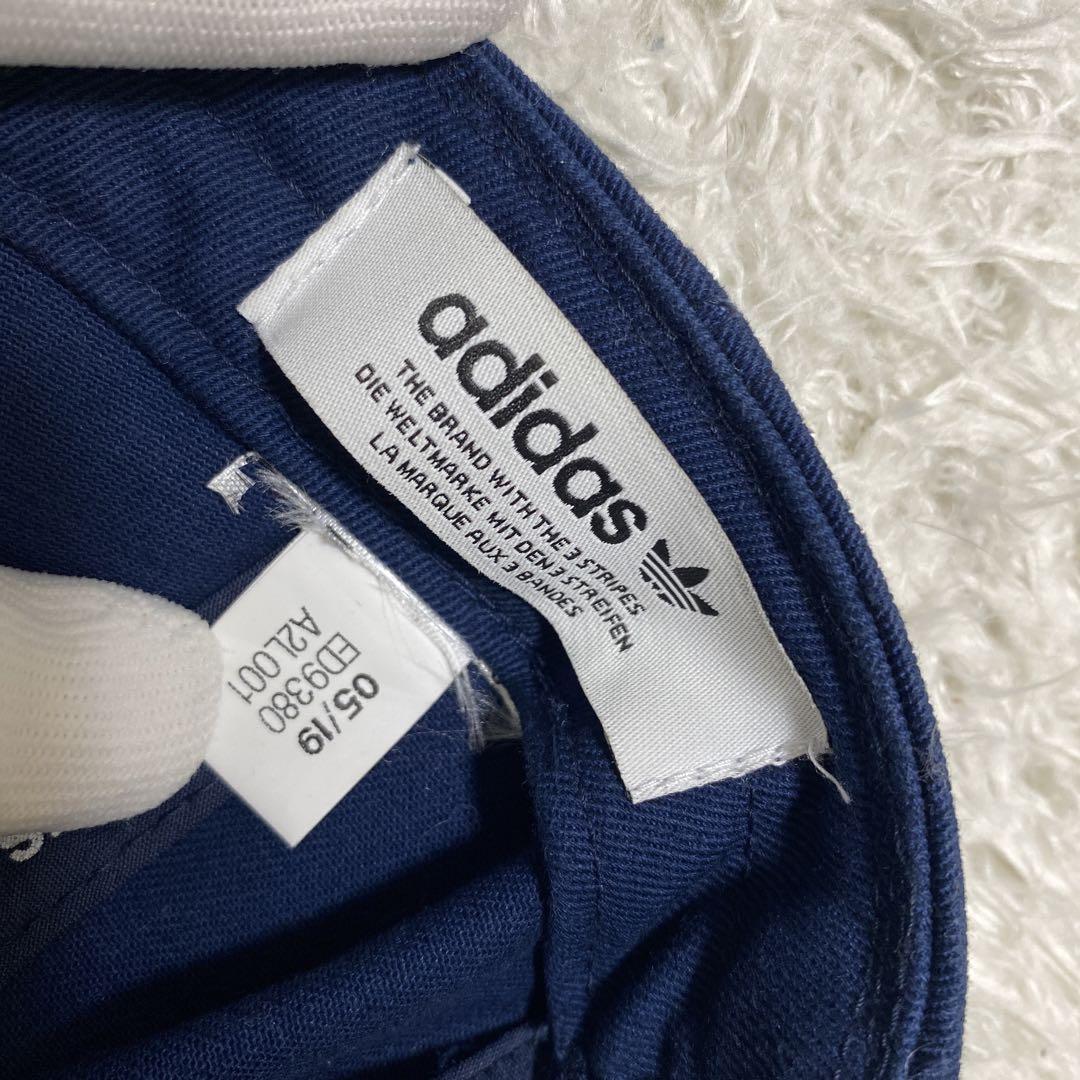 adidas
THE BRAND WITH THE 3 STRIPES
DIE WELTMARKE MIT DEN 3 STREIFEN
LA MARQUE AUX 3 BANDES
05/19
ED9380
A2L001